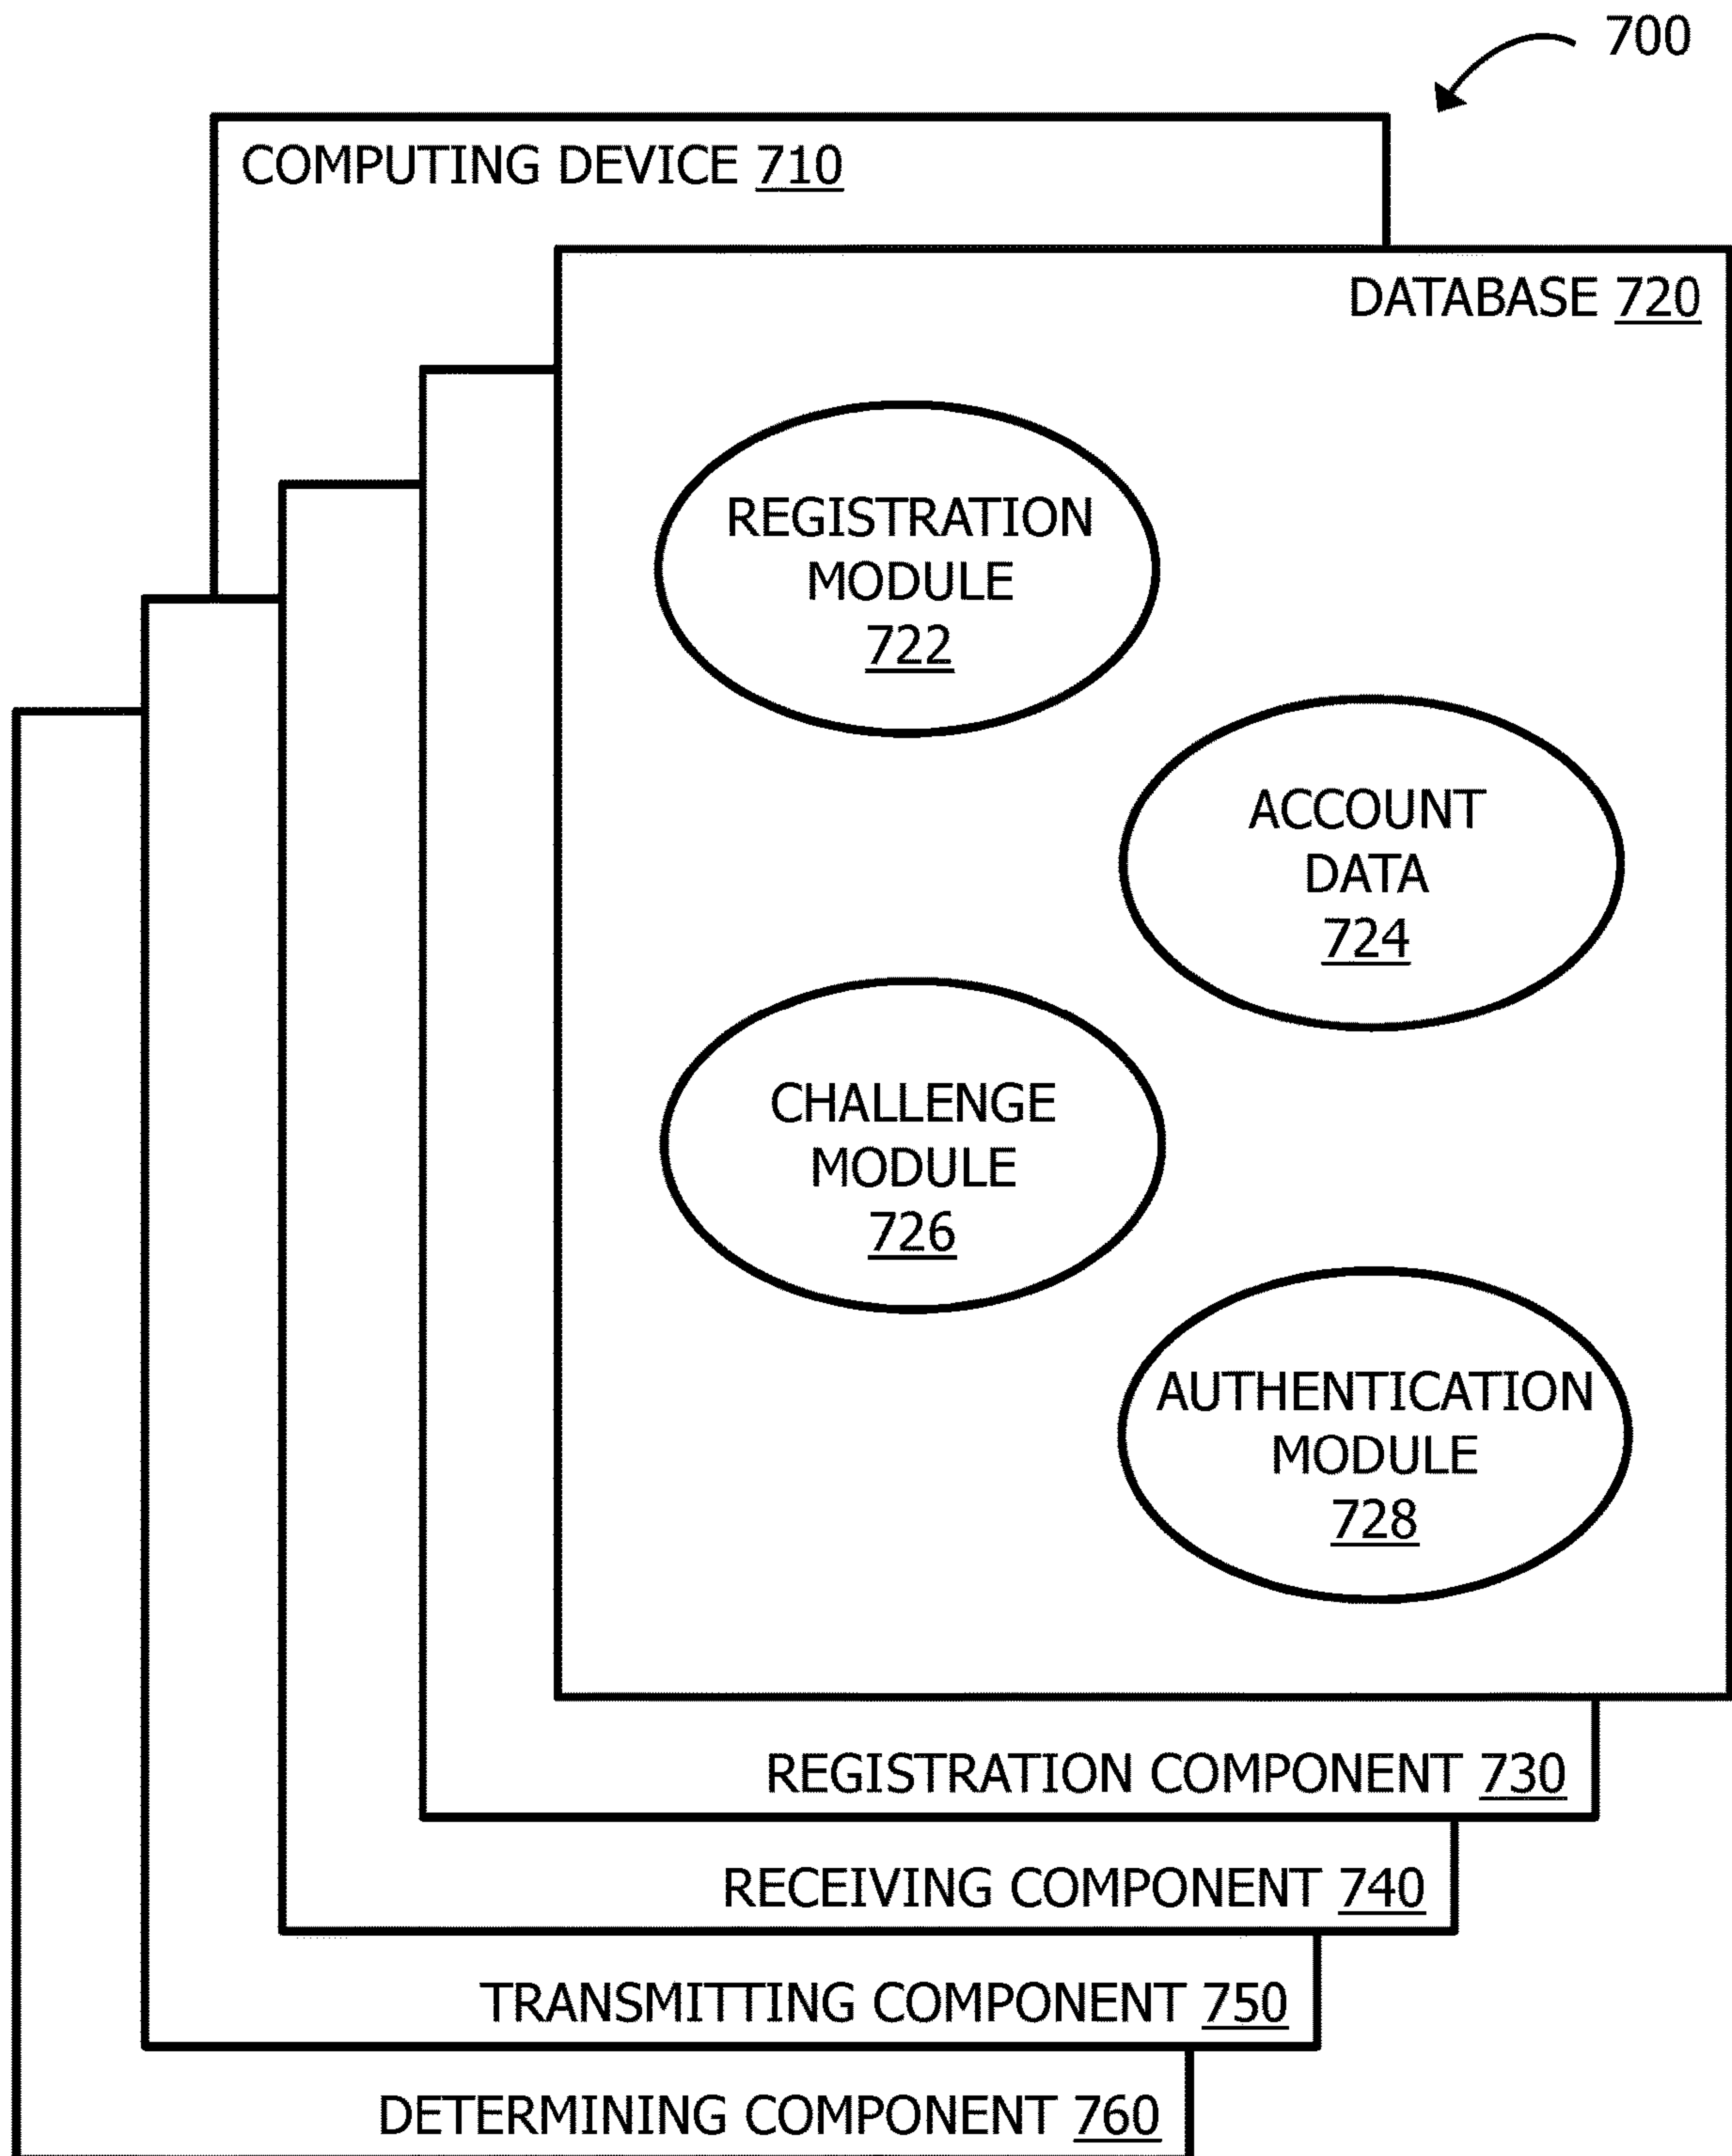 700
COMPUTING DEVICE 710
DATABASE 720
REGISTRATION
MODULE
722
ACCOUNT
DATA
724
CHALLENGE
MODULE
726
AUTHENTICATION
MODULE
728
REGISTRATION COMPONENT 730
RECEIVING COMPONENT 740
TRANSMITTING COMPONENT 750
DETERMINING COMPONENT 760